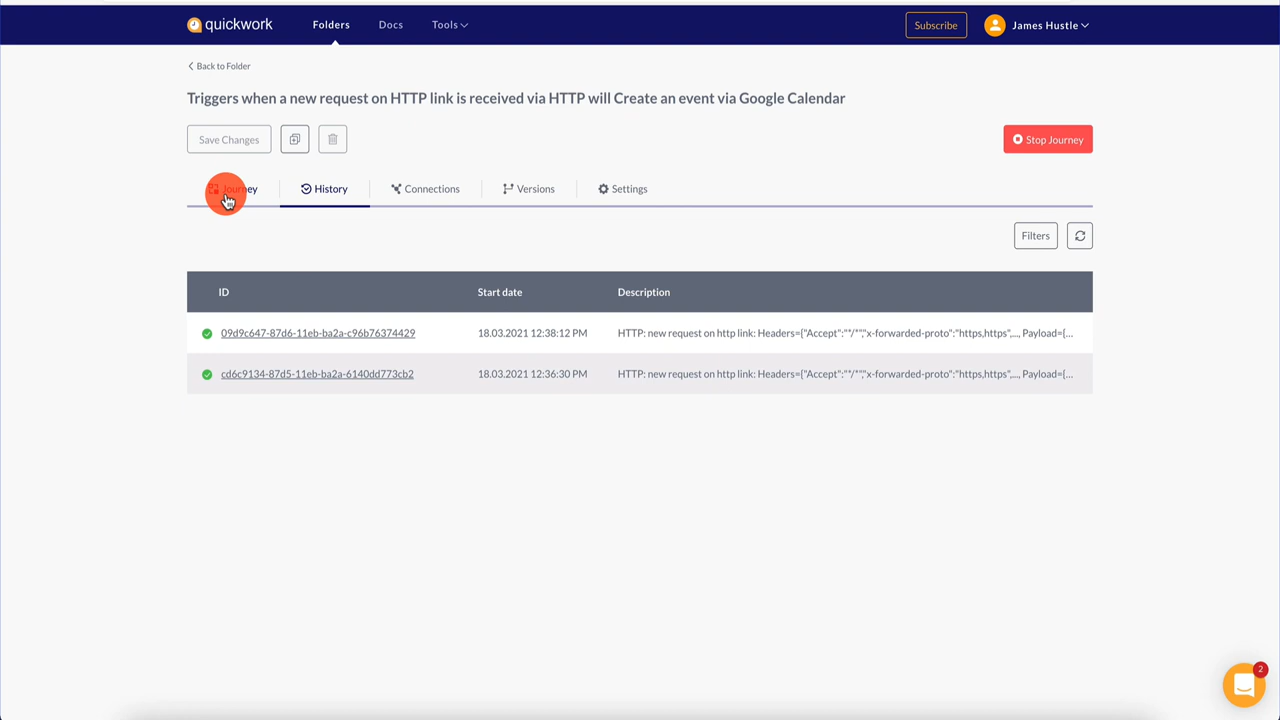 quickwork Folders Docs Tools Subscribe James Hustle
Back to Folder
Triggers when a new request on HTTP link is received via HTTP will Create an event via Google Calendar
Save Changes Stop Journey
Journey History Connections Versions Settings
Filters
ID Start date Description
09d9c647-87d6-11eb-ba2a-c96b76374429 18.03.2021 12:38:12 PM HTTP: new request on http link: Headers={"Accept":"*/*","x-forwarded-proto":"https,https",..., Payload={...
cd6c9134-87d5-11eb-ba2a-6140dd773cb2 18.03.2021 12:36:30 PM HTTP: new request on http link: Headers={"Accept":"*/*","x-forwarded-proto":"https,https",..., Payload={...
2